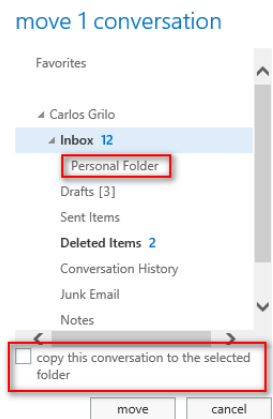 move 1 conversation
Favorites
Carlos Grilo
Inbox 12
Personal Folder
Drafts [3]
Sent Items
Deleted Items 2
Conversation History
Junk Email
Notes
copy this conversation to the selected
folder
move cancel